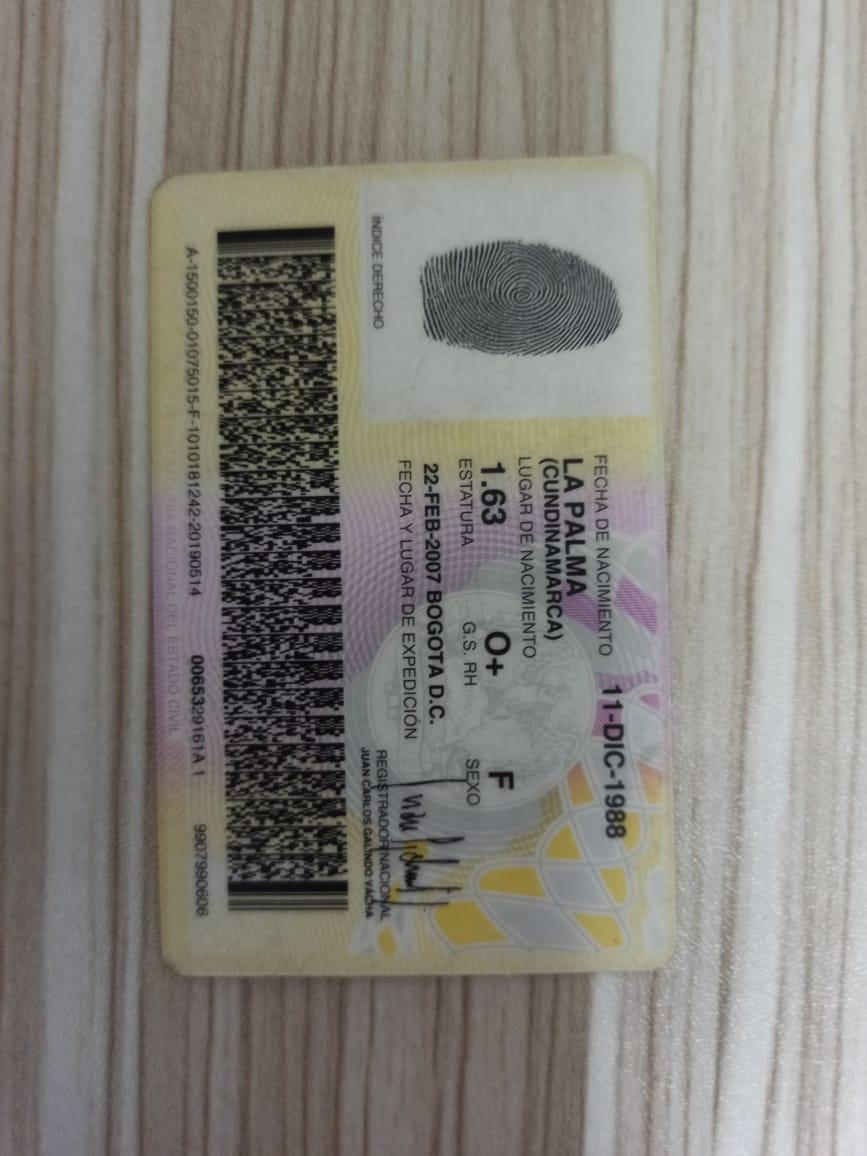 FECHA DE NACIMIENTO 11-DIC-1988
LA PALMA
(CUNDINAMARCA)
LUGAR DE NACIMIENTO
1.63 O+ F
ESTATURA G.S. RH SEXO
22-FEB-2007 BOGOTA D.C.
FECHA Y LUGAR DE EXPEDICIÓN
INDICE DERECHO
REGISTRADOR NACIONAL
JUAN CARLOS GALINDO VACHA
A-1500150-01075015-F-1010181242-20190514 0065329161A 1 9907990606
NACIONAL DEL ESTADO CIVIL